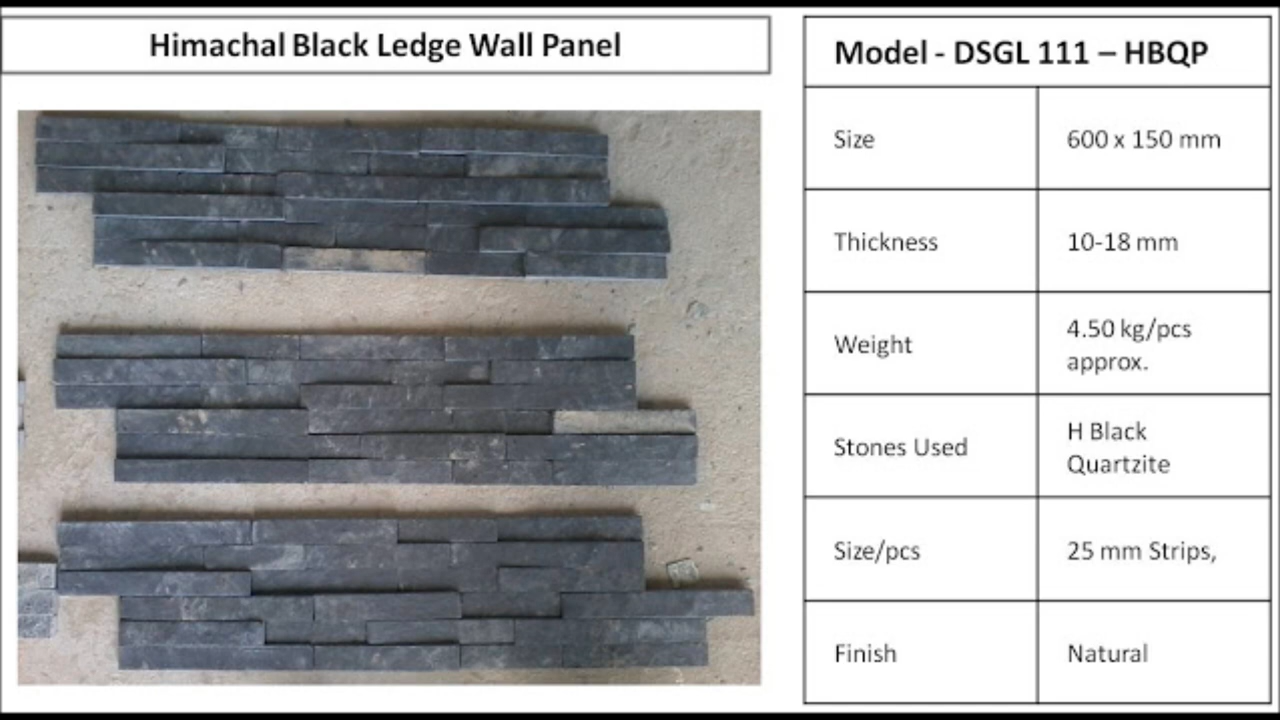 Himachal Black Ledge Wall Panel
Model - DSGL 111 – HBQP
Size 600 x 150 mm
Thickness 10-18 mm
Weight 4.50 kg/pcs
approx.
Stones Used H Black
Quartzite
Size/pcs 25 mm Strips,
Finish Natural